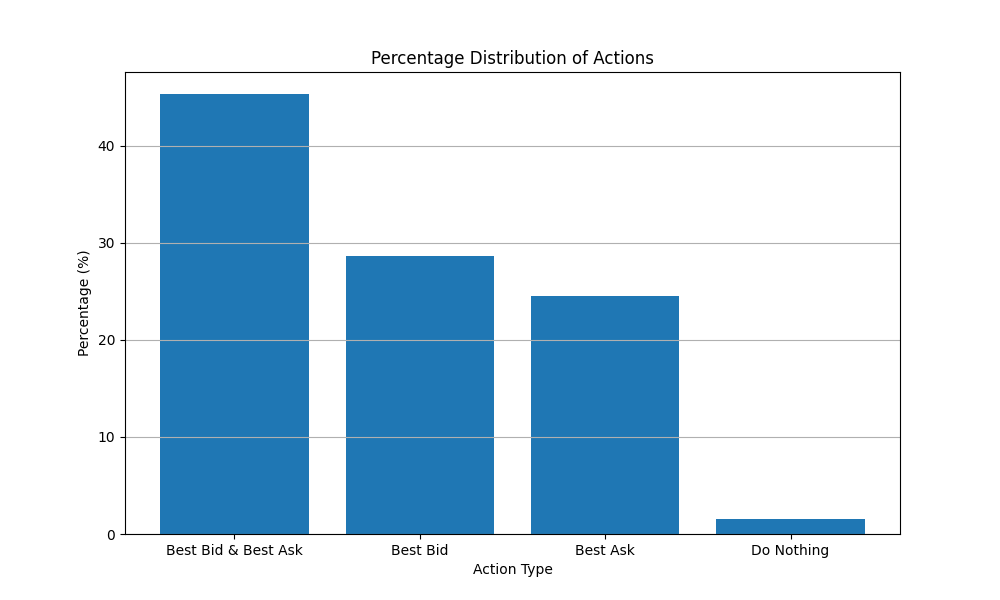 Percentage Distribution of Actions
Percentage (%)
40
30
20
10
0
Best Bid & Best Ask
Best Bid
Best Ask
Do Nothing
Action Type